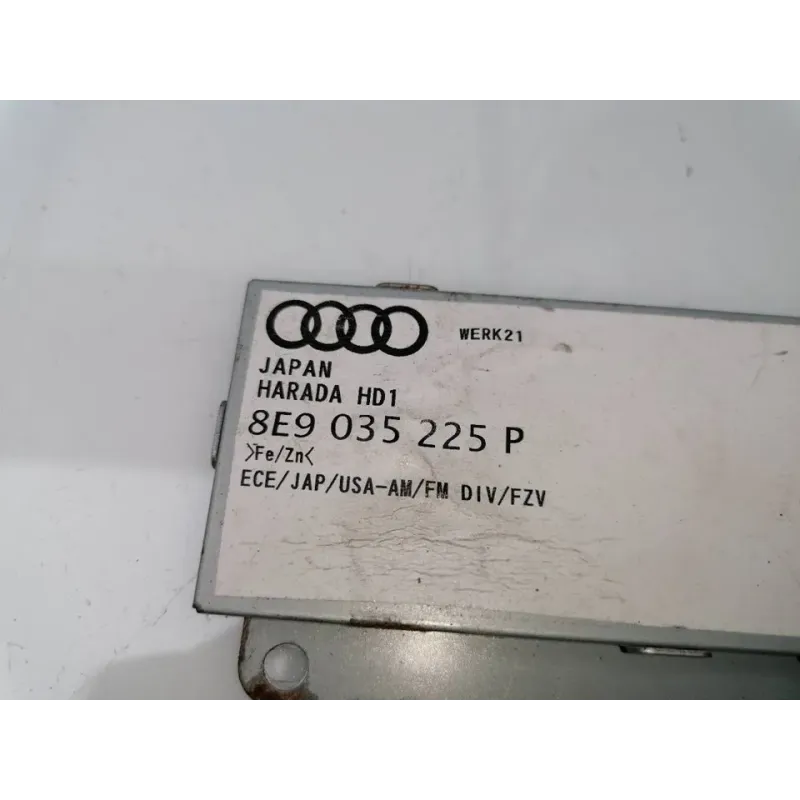 WERK21
JAPAN
HARADA HD1
8E9 035 225 P
>Fe/Zn<
ECE/JAP/USA-AM/FM DIV/FZV